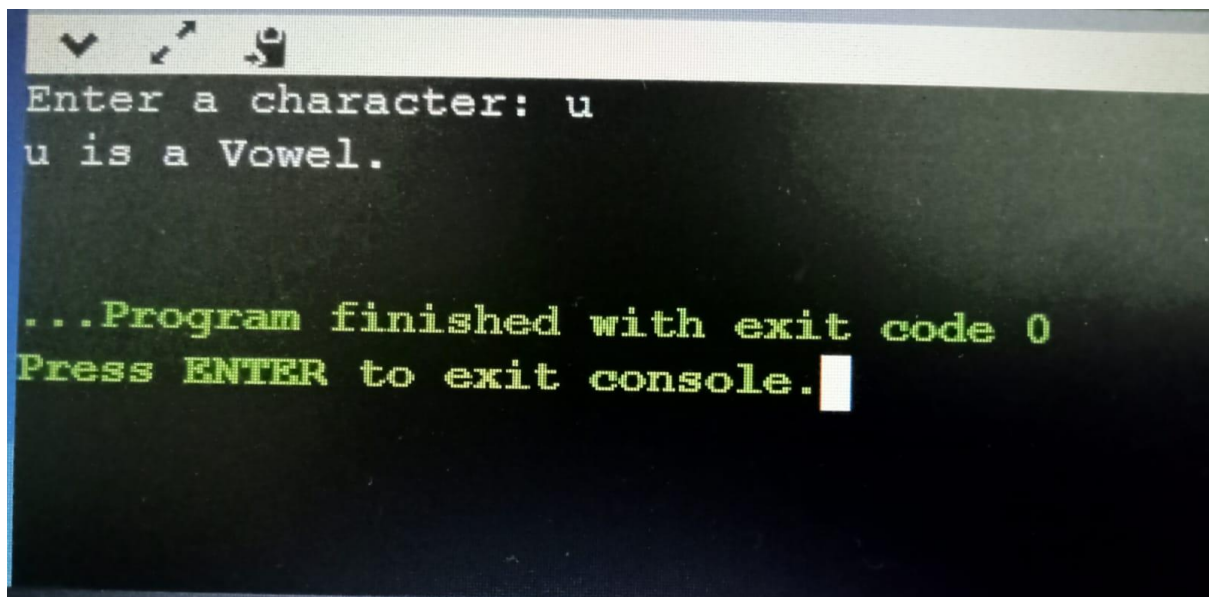 Enter a character: u
u is a Vowel.
...Program finished with exit code 0
Press ENTER to exit console.